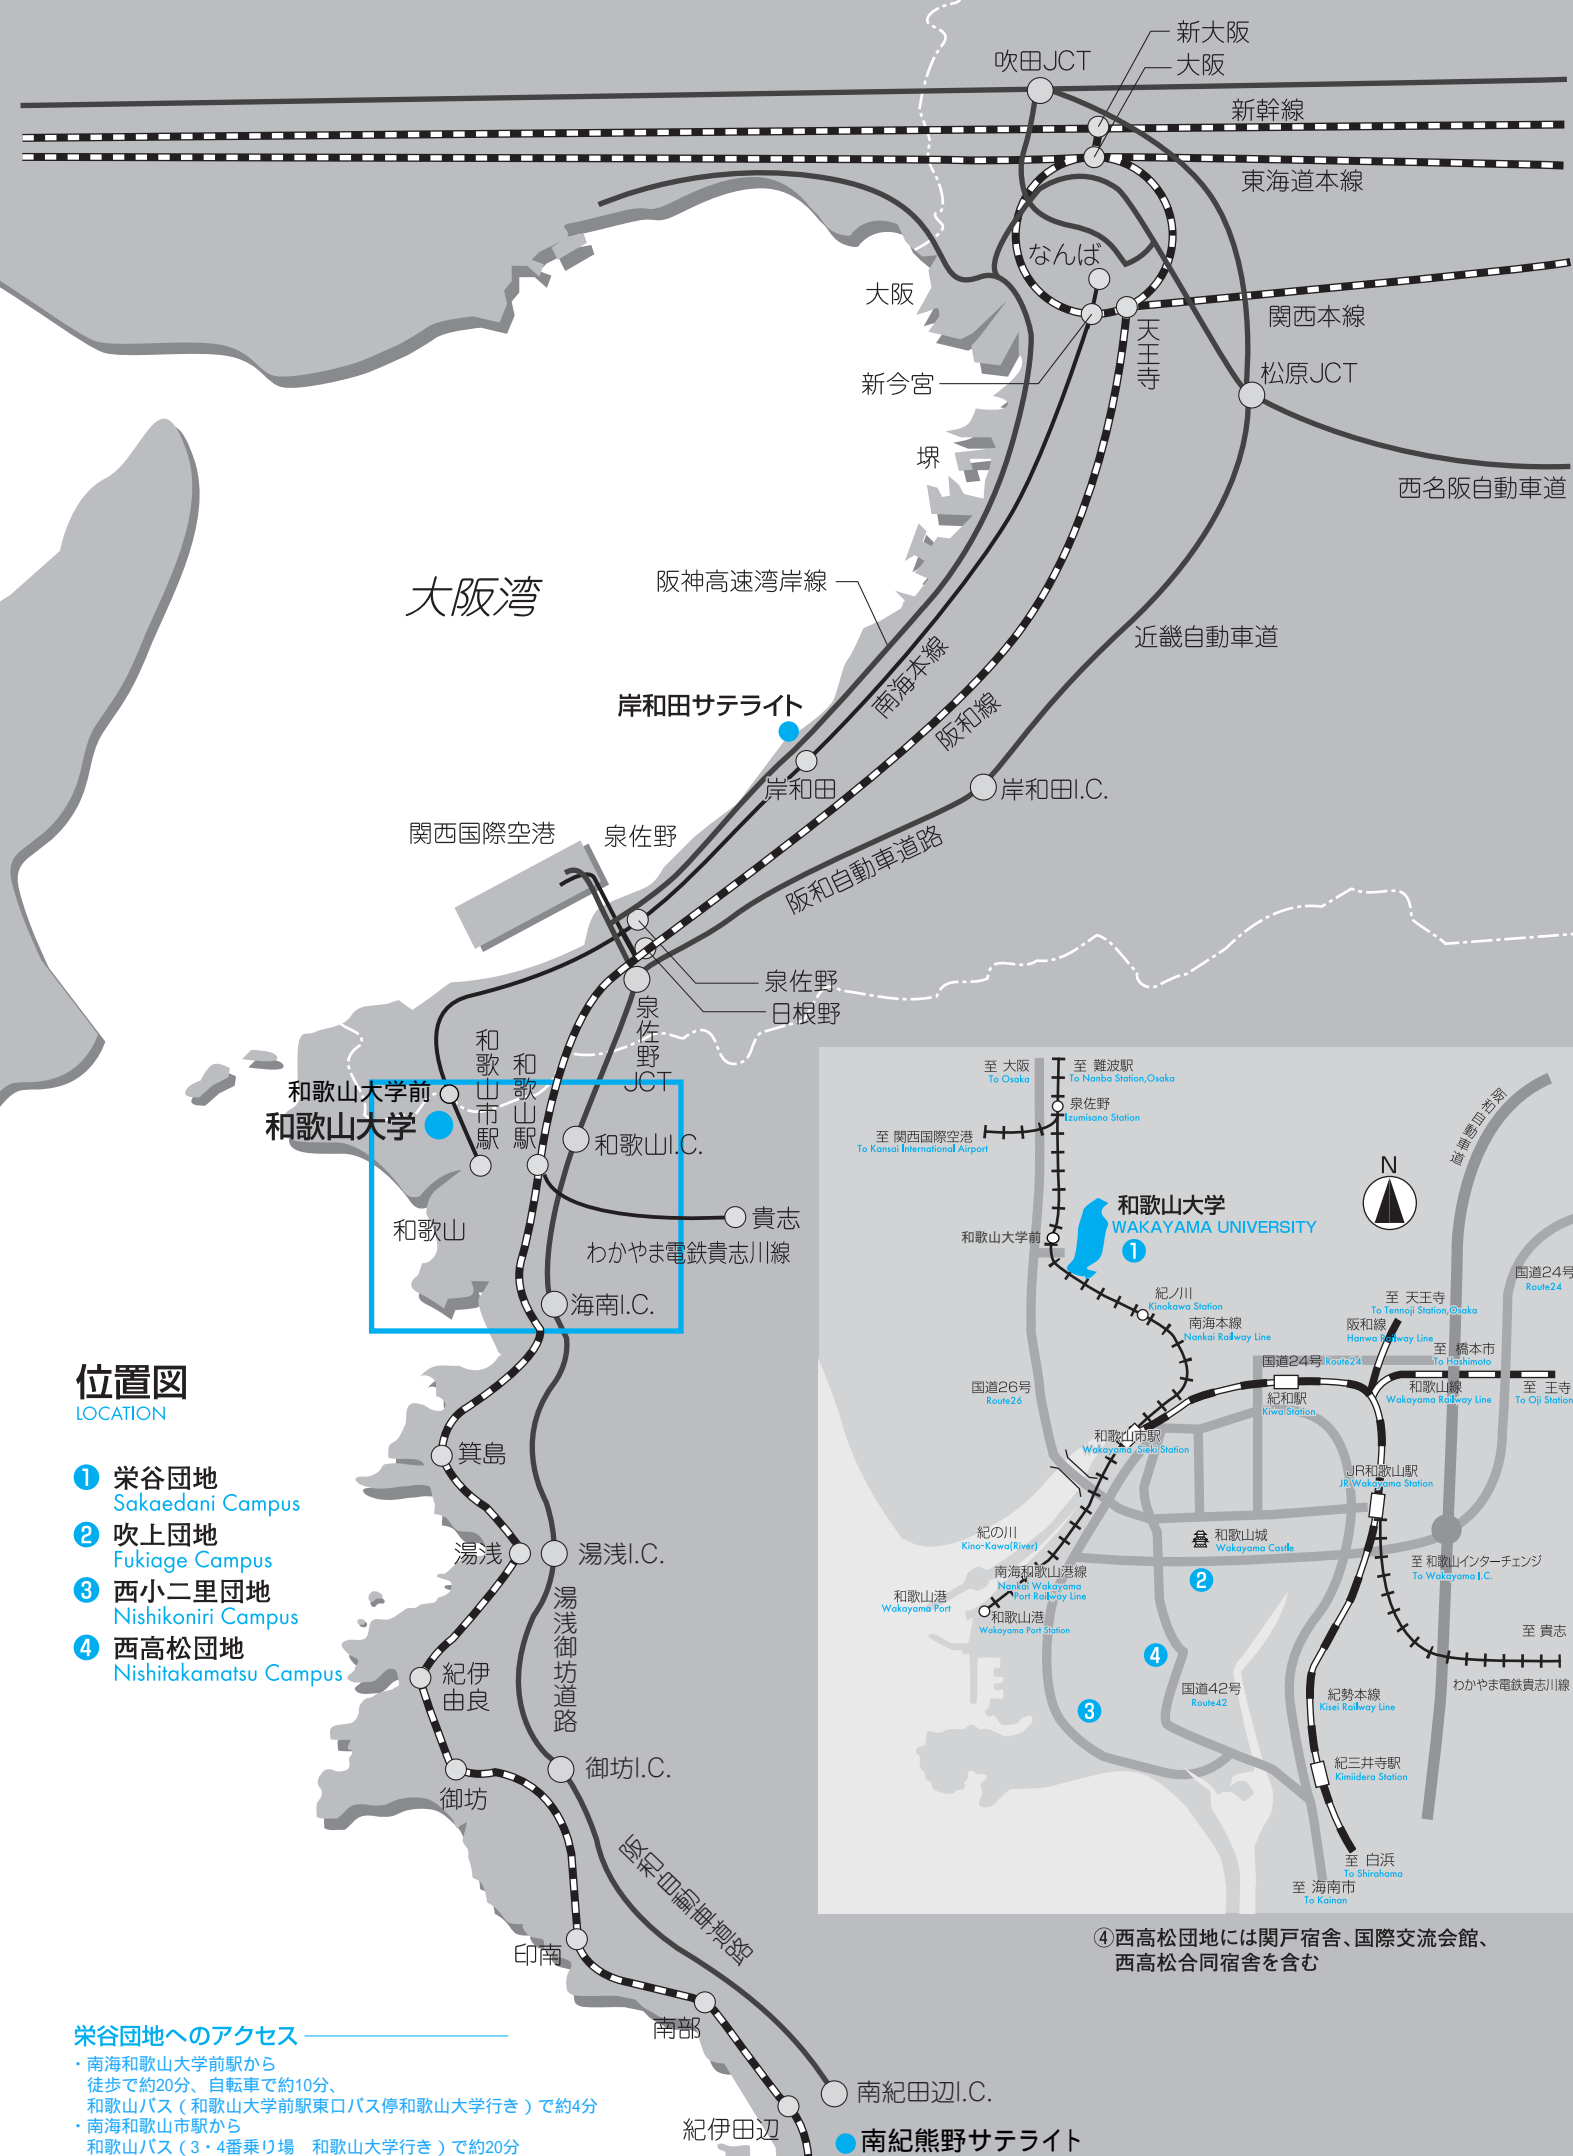 新大阪
大阪
吹田JCT
新幹線
東海道本線
なんば
大阪
関西本線
天王寺
新今宮
松原JCT
堺
西名阪自動車道
大阪湾
阪神高速湾岸線
近畿自動車道
南海本線
阪和線
岸和田サテライト
岸和田
岸和田I.C.
関西国際空港
泉佐野
阪和自動車道路
泉佐野
日根野
泉佐野JCT
和歌山市駅
和歌山駅
和歌山大学前
和歌山大学
和歌山I.C.
和歌山
貴志
わかやま電鉄貴志川線
海南I.C.
位置図
LOCATION
❶ 栄谷団地
Sakaedani Campus
❷ 吹上団地
Fukiage Campus
❸ 西小二里団地
Nishikoniri Campus
❹ 西高松団地
Nishitakamatsu Campus
箕島
湯浅
湯浅I.C.
湯浅御坊道路
紀伊
由良
御坊I.C.
御坊
阪和自動車道路
印南
南部
南紀田辺I.C.
紀伊田辺
南紀熊野サテライト
至 大阪
To Osaka
至 難波駅
To Nanba Station,Osaka
泉佐野
Izumisano Station
至 関西国際空港
To Kansai International Airport
阪和自動車道
N
和歌山大学
WAKAYAMA UNIVERSITY
❶
和歌山大学前
国道24号
Route24
紀ノ川
Kinokawa Station
至 天王寺
To Tennoji Station,Osaka
南海本線
Nankai Railway Line
阪和線
Hanwa Railway Line
至 橋本市
To Hashimoto
国道24号 Route24
国道26号
Route26
紀和駅
Kiwa Station
和歌山線
Wakayama Railway Line
至 王寺
To Oji Station
和歌山市駅
Wakayama Sieki Station
JR和歌山駅
JR Wakayama Station
紀の川
Kino-Kawa(River)
和歌山城
Wakayama Castle
至 和歌山インターチェンジ
To Wakayama I.C.
南海和歌山港線
Nankai Wakayama
Port Railway Line
❷
和歌山港
Wakayama Port
和歌山港
Wakayama Port Station
至 貴志
❹
わかやま電鉄貴志川線
国道42号
Route42
紀勢本線
Kisei Railway Line
❸
紀三井寺駅
Kimiidera Station
至 白浜
To Shirahama
至 海南市
To Kainan
④西高松団地には関戸宿舎、国際交流会館、
西高松合同宿舎を含む
栄谷団地へのアクセス
・南海和歌山大学前駅から
徒歩で約20分、自転車で約10分、
和歌山バス（和歌山大学前駅東口バス停和歌山大学行き）で約4分
・南海和歌山市駅から
和歌山バス（3・4番乗り場 和歌山大学行き）で約20分